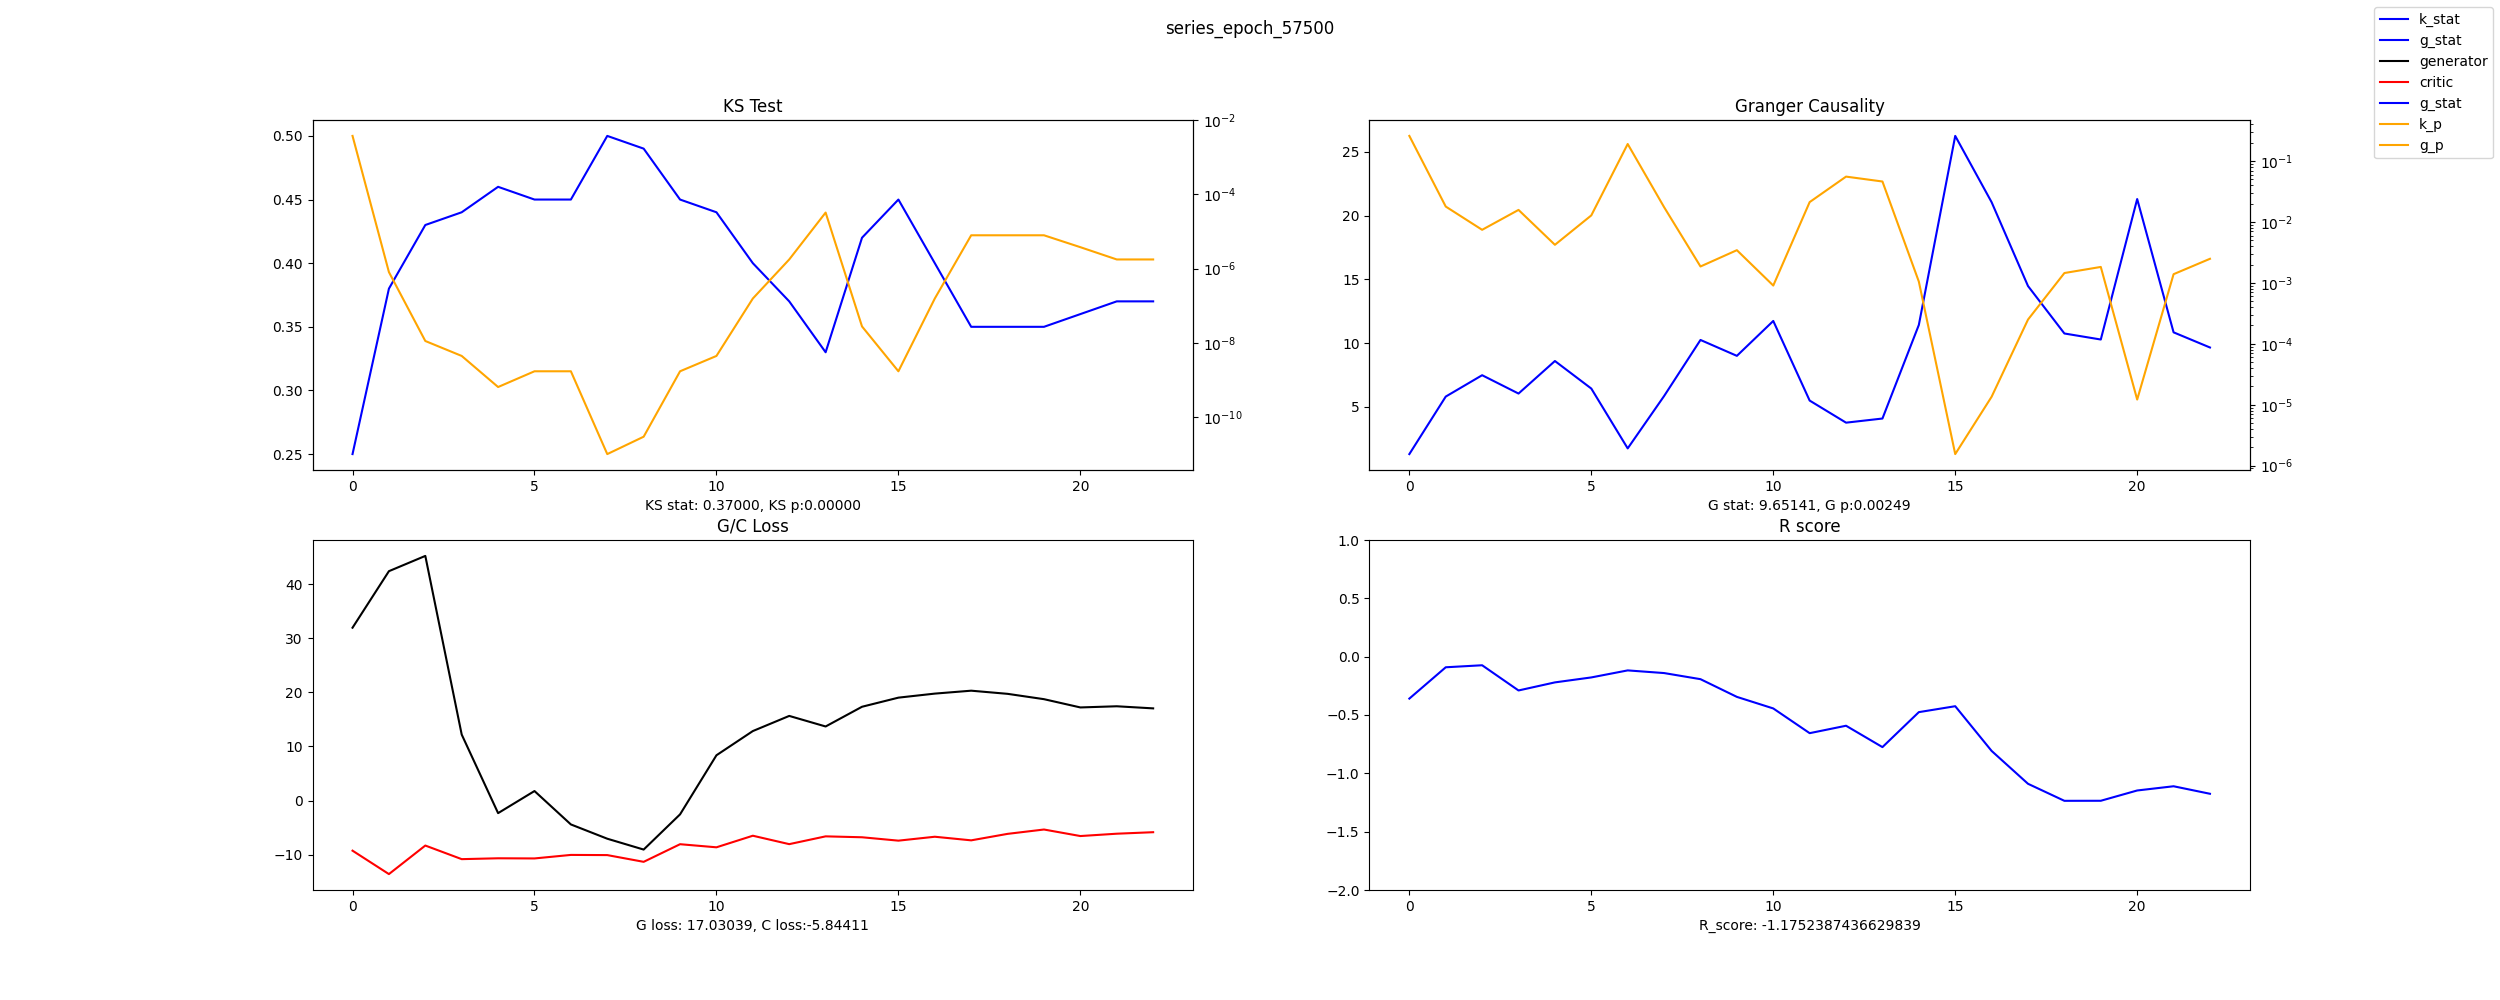 series_epoch_57500
k_stat
g_stat
generator
critic
g_stat
k_p
g_p
KS Test
0.50
0.45
0.40
0.35
0.30
0.25
10⁻²
10⁻⁴
10⁻⁶
10⁻⁸
10⁻¹⁰
0 5 10 15 20
KS stat: 0.37000, KS p:0.00000
Granger Causality
25
20
15
10
5
10⁻¹
10⁻²
10⁻³
10⁻⁴
10⁻⁵
10⁻⁶
0 5 10 15 20
G stat: 9.65141, G p:0.00249
G/C Loss
40
30
20
10
0
−10
0 5 10 15 20
G loss: 17.03039, C loss:-5.84411
R score
1.0
0.5
0.0
−0.5
−1.0
−1.5
−2.0
0 5 10 15 20
R_score: -1.1752387436629839